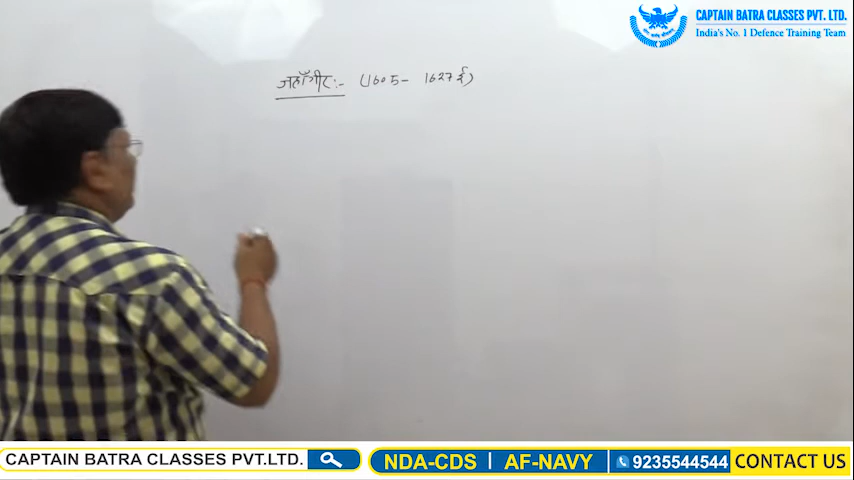 CAPTAIN BATRA CLASSES PVT. LTD.
India's No. 1 Defence Training Team
जहाँगीर:- (1605- 1627 ई)
CAPTAIN BATRA CLASSES PVT.LTD.
NDA-CDS | AF-NAVY
9235544544
CONTACT US